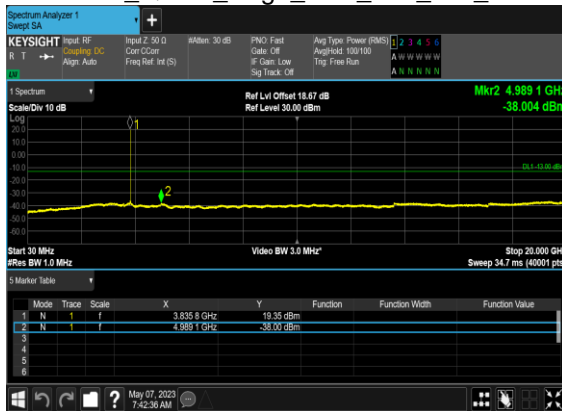 Spectrum Analyzer 1
Swept SA
+
KEYSIGHT Input: RF Input Z: 50 Ω #Atten: 30 dB PNO: Fast Avg Type: Power (RMS) 1 2 3 4 5 6
R T Coupling: DC Corr CCorr Gate: Off Avg|Hold: 100/100 A W W W W W
Align: Auto Freq Ref: Int (S) IF Gain: Low Trig: Free Run
Sig Track: Off A N N N N N
1 Spectrum Ref Lvl Offset 18.67 dB Mkr2 4.989 1 GHz
Scale/Div 10 dB Ref Level 30.00 dBm -38.004 dBm
Log
20.0
10.0
0.00
-10.0
DL1 -13.00 dBm
-20.0
-30.0
-40.0
-50.0
-60.0
1
2
Start 30 MHz Video BW 3.0 MHz* Stop 20.000 GHz
#Res BW 1.0 MHz Sweep 34.7 ms (40001 pts)
5 Marker Table
Mode Trace Scale X Y Function Function Width Function Value
1 N 1 f 3.835 8 GHz 19.35 dBm
2 N 1 f 4.989 1 GHz -38.00 dBm
3
4
5
6
? May 07, 2023
7:42:36 AM